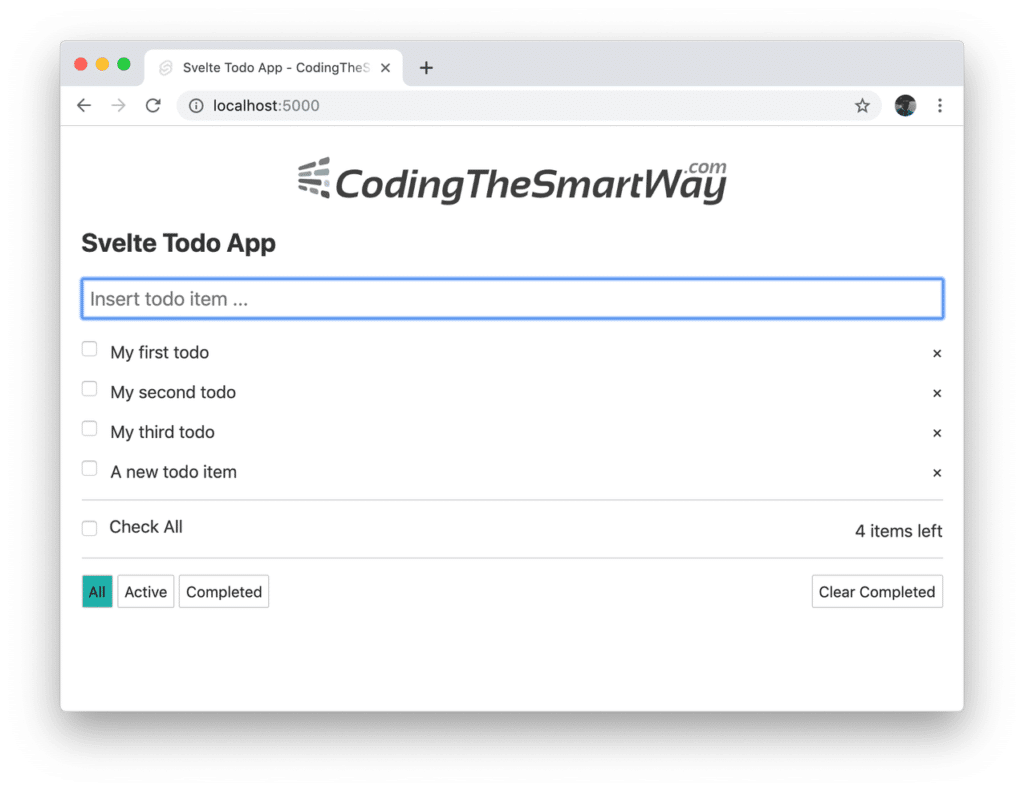 Svelte Todo App - CodingTheS
localhost:5000
CodingTheSmartWay.com
Svelte Todo App
Insert todo item ...
My first todo ×
My second todo ×
My third todo ×
A new todo item ×
Check All 4 items left
All Active Completed Clear Completed